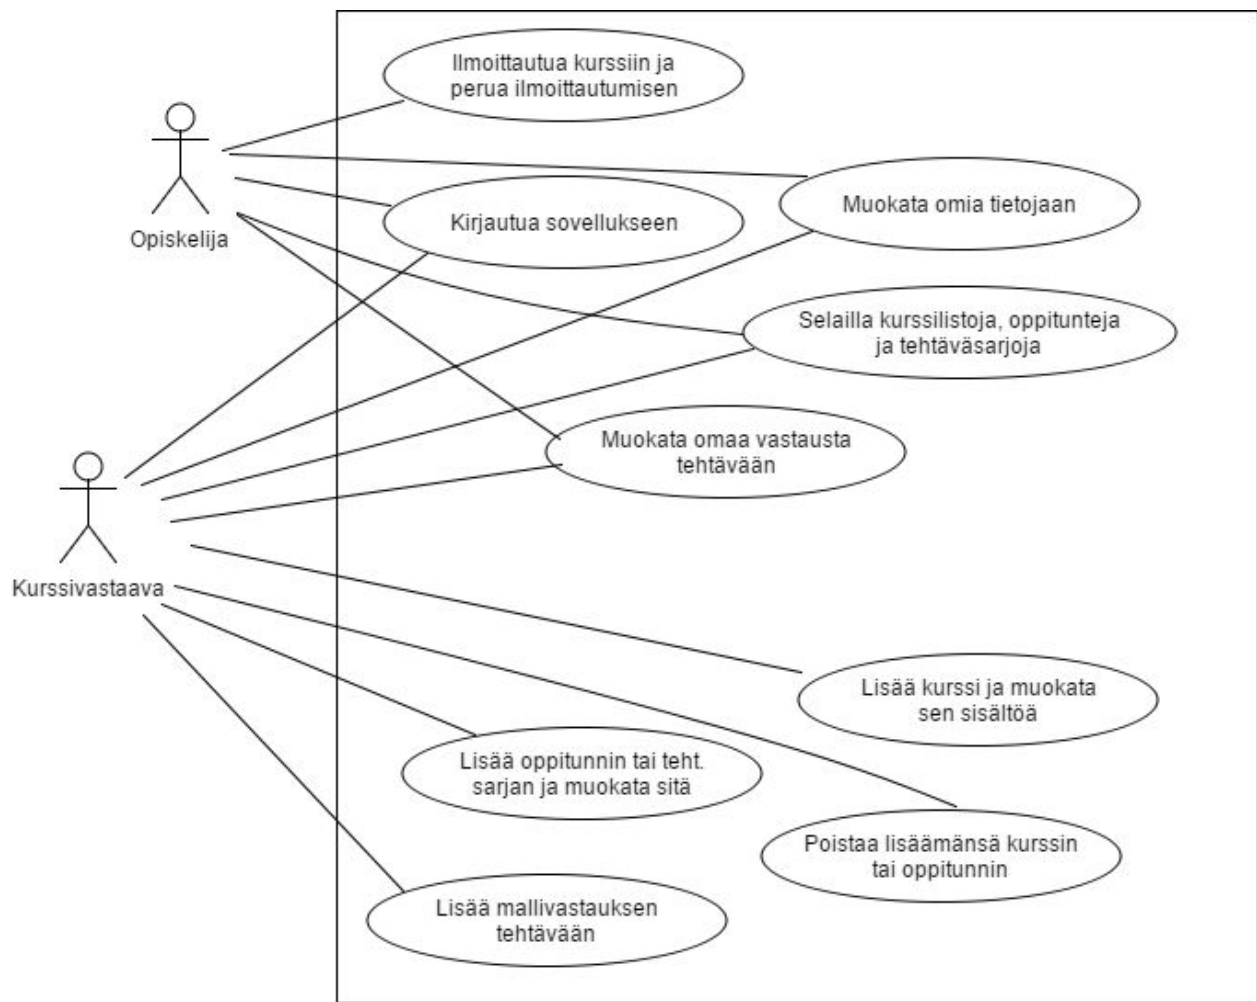 Ilmoittautua kurssiin ja
perua ilmoittautumisen
Opiskelija
Kirjautua sovellukseen
Muokata omia tietojaan
Selailla kurssilistoja, oppitunteja
ja tehtäväsarjoja
Muokata omaa vastausta
tehtävään
Kurssivastaava
Lisää kurssi ja muokata
sen sisältöä
Lisää oppitunnin tai teht.
sarjan ja muokata sitä
Poistaa lisäämänsä kurssin
tai oppitunnin
Lisää mallivastauksen
tehtävään